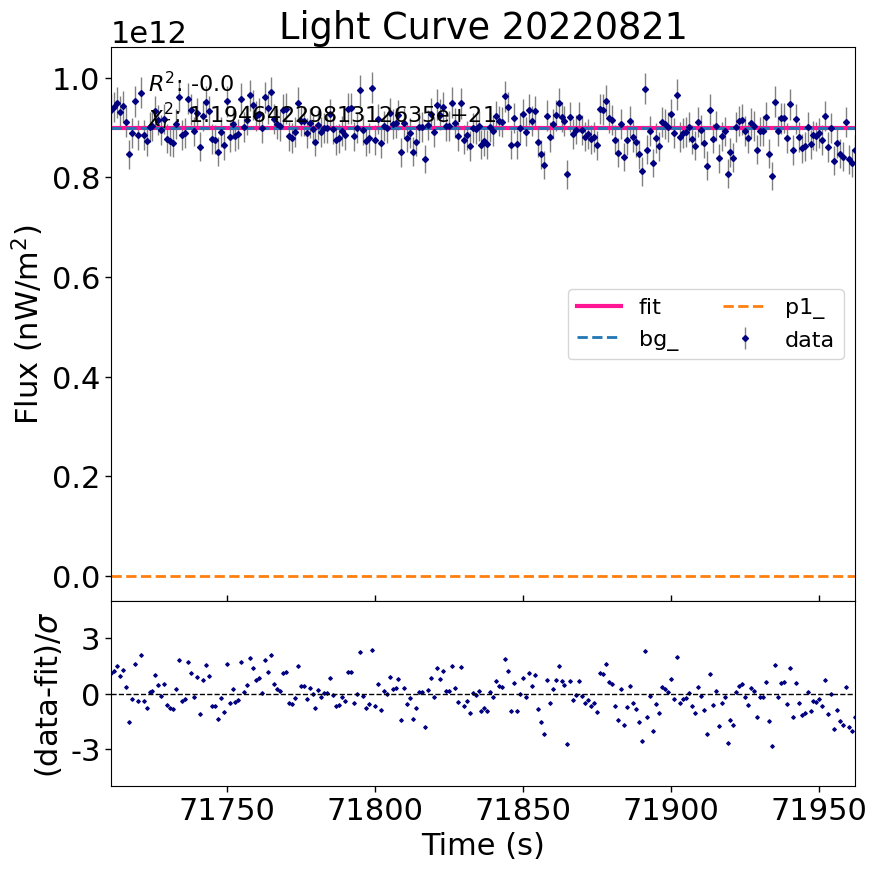 Light Curve 20220821
1e12
R²: -0.0
χ²: 1.1946422981312635e+21
1.0
0.8
0.6
0.4
0.2
0.0
Flux (nW/m²)
fit
bg_
p1_
data
3
0
-3
(data-fit)/σ
71750
71800
71850
71900
71950
Time (s)